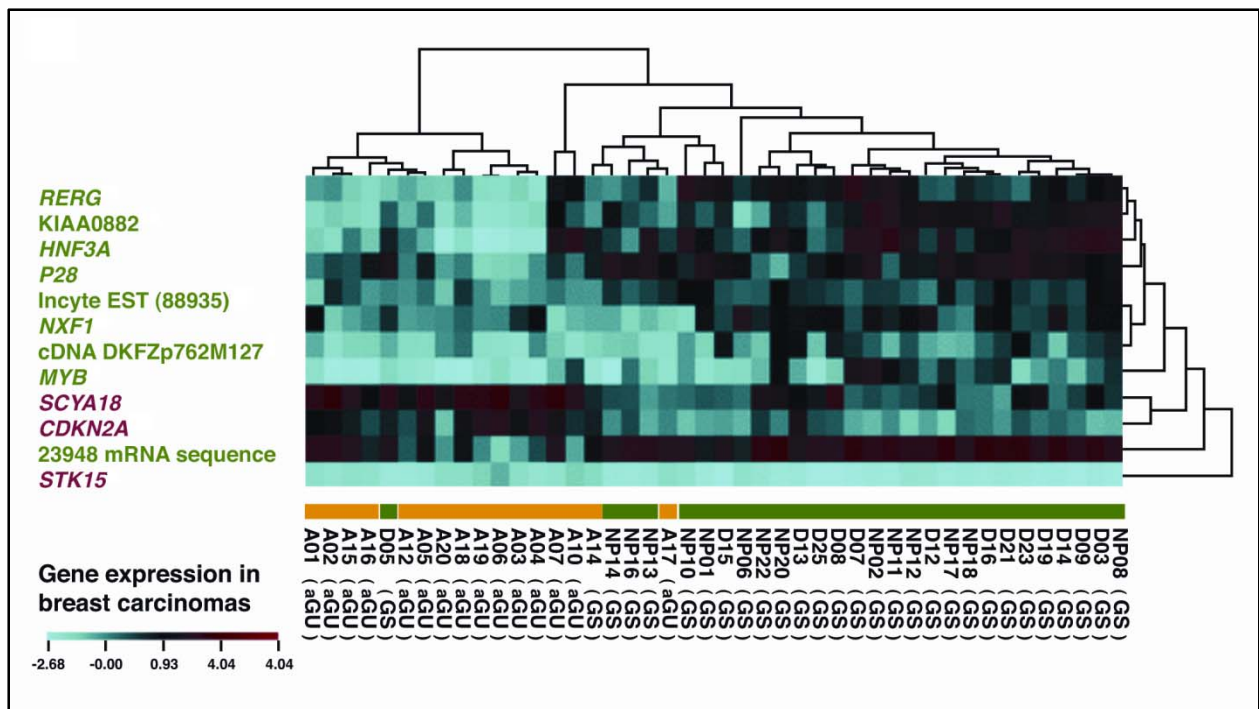 RERG
KIAA0882
HNF3A
P28
Incyte EST (88935)
NXF1
cDNA DKFZp762M127
MYB
SCYA18
CDKN2A
23948 mRNA sequence
STK15
A01 ( aGU )
A02 ( aGU )
A15 ( aGU )
A16 ( aGU )
D05 ( GS )
A12 ( aGU )
A05 ( aGU )
A20 ( aGU )
A18 ( aGU )
A19 ( aGU )
A06 ( aGU )
A03 ( aGU )
A04 ( aGU )
A07 ( aGU )
A10 ( aGU )
A14 ( GS )
NP14 ( GS )
NP16 ( GS )
NP13 ( GS )
A17 ( aGU )
NP10 ( GS )
NP01 ( GS )
D15 ( GS )
NP06 ( GS )
NP22 ( GS )
NP20 ( GS )
D13 ( GS )
D25 ( GS )
D08 ( GS )
D07 ( GS )
NP02 ( GS )
NP11 ( GS )
NP12 ( GS )
D12 ( GS )
NP17 ( GS )
NP18 ( GS )
D16 ( GS )
D21 ( GS )
D23 ( GS )
D19 ( GS )
D14 ( GS )
D09 ( GS )
D03 ( GS )
NP08 ( GS )
Gene expression in
breast carcinomas
-2.68 -0.00 0.93 4.04 4.04